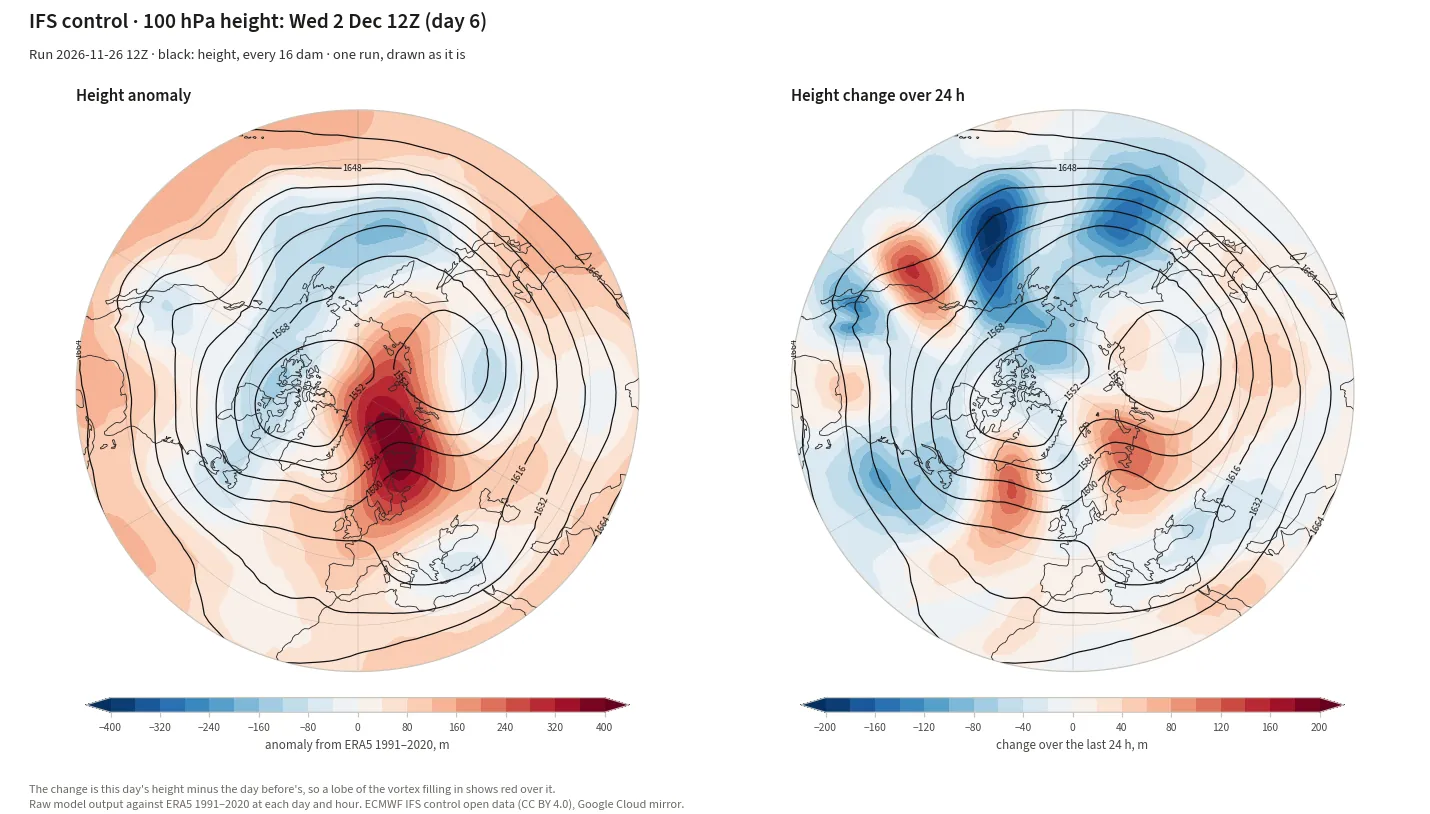 IFS control · 100 hPa height: Wed 2 Dec 12Z (day 6)
Run 2026-11-26 12Z · black: height, every 16 dam · one run, drawn as it is
Height anomaly
Height change over 24 h
1648
1664
1568
1664
1552
1584
1600
1616
1632
1664
1648
1664
1568
1664
1552
1584
1600
1616
1632
1664
−400 −320 −240 −160 −80 0 80 160 240 320 400
anomaly from ERA5 1991–2020, m
−200 −160 −120 −80 −40 0 40 80 120 160 200
change over the last 24 h, m
The change is this day's height minus the day before's, so a lobe of the vortex filling in shows red over it.
Raw model output against ERA5 1991–2020 at each day and hour. ECMWF IFS control open data (CC BY 4.0), Google Cloud mirror.